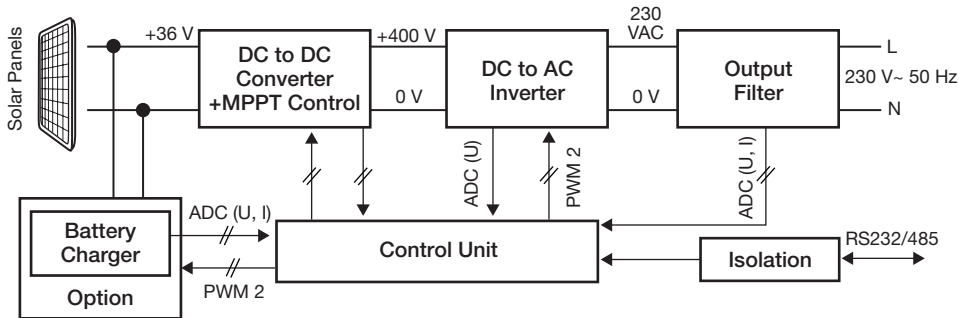 Solar Panels
+36 V
DC to DC
Converter
+MPPT Control
+400 V
0 V
DC to AC
Inverter
230
VAC
0 V
Output
Filter
L
230 V~ 50 Hz
N
ADC (U)
PWM 2
ADC (U, I)
Battery
Charger
Option
ADC (U, I)
PWM 2
Control Unit
Isolation
RS232/485